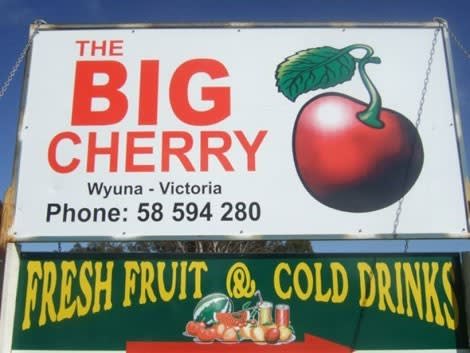 THE
BIG
CHERRY
Wyuna - Victoria
Phone: 58 594 280
FRESH FRUIT @ COLD DRINKS